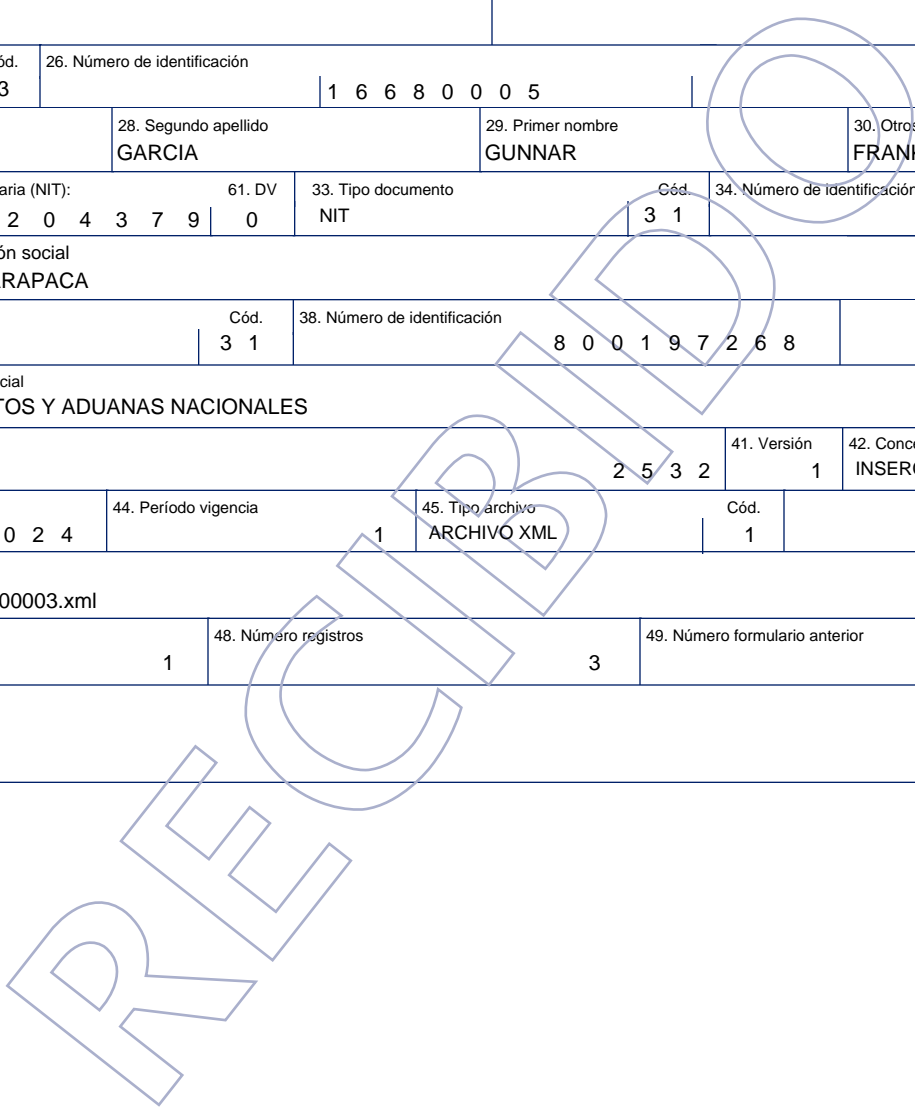 ód. 26. Número de identificación
3 1 6 6 8 0 0 0 5
28. Segundo apellido 29. Primer nombre 30. Otros
GARCIA GUNNAR FRANK
aria (NIT): 61. DV 33. Tipo documento Cód. 34. Número de identificación
2 0 4 3 7 9 0 NIT 3 1
ón social
RAPACA
Cód. 38. Número de identificación
3 1 8 0 0 1 9 7 2 6 8
cial
TOS Y ADUANAS NACIONALES
41. Versión 42. Conce
2 5 3 2 1 INSERC
44. Período vigencia 45. Tipo archivo Cód.
0 2 4 1 ARCHIVO XML 1
00003.xml
48. Número registros 49. Número formulario anterior
1 3
RECIBIDO